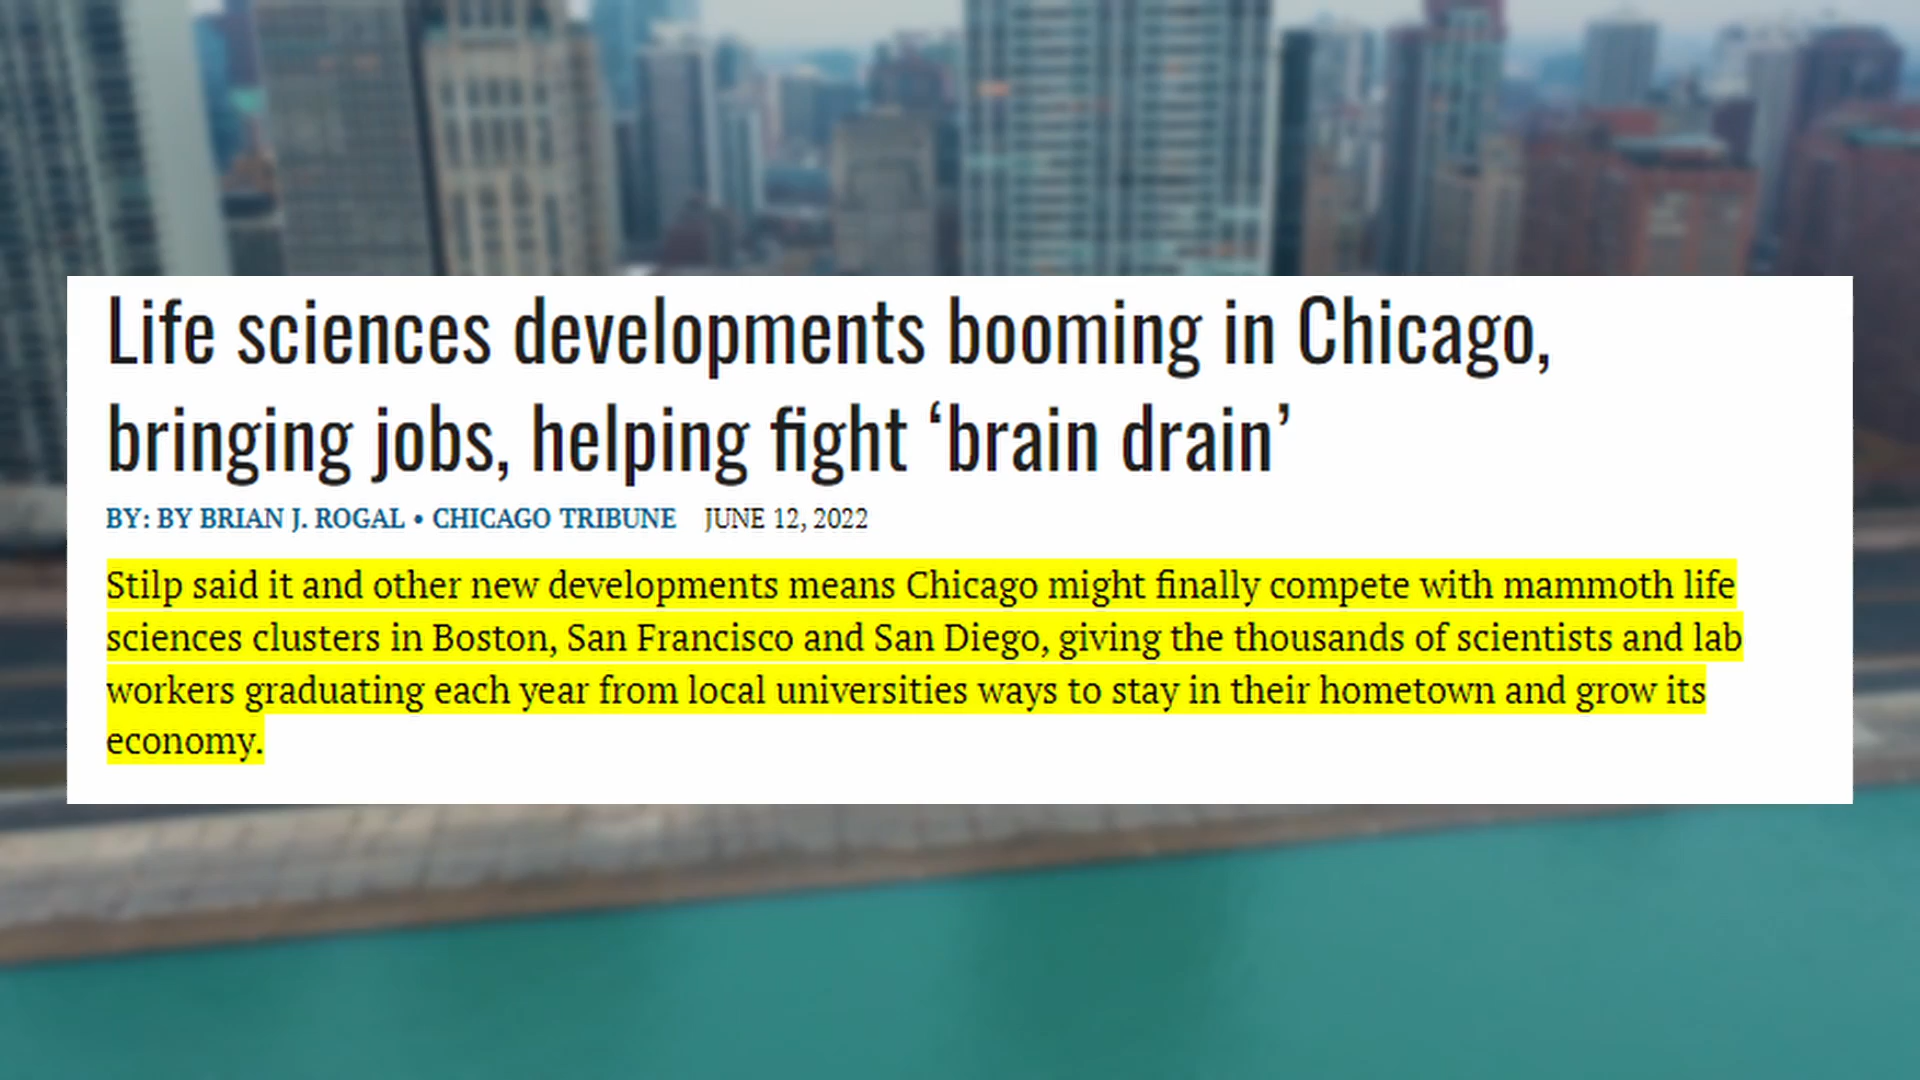 Life sciences developments booming in Chicago,
bringing jobs, helping fight ‘brain drain’
BY: BY BRIAN J. ROGAL • CHICAGO TRIBUNE JUNE 12, 2022
Stilp said it and other new developments means Chicago might finally compete with mammoth life
sciences clusters in Boston, San Francisco and San Diego, giving the thousands of scientists and lab
workers graduating each year from local universities ways to stay in their hometown and grow its
economy.